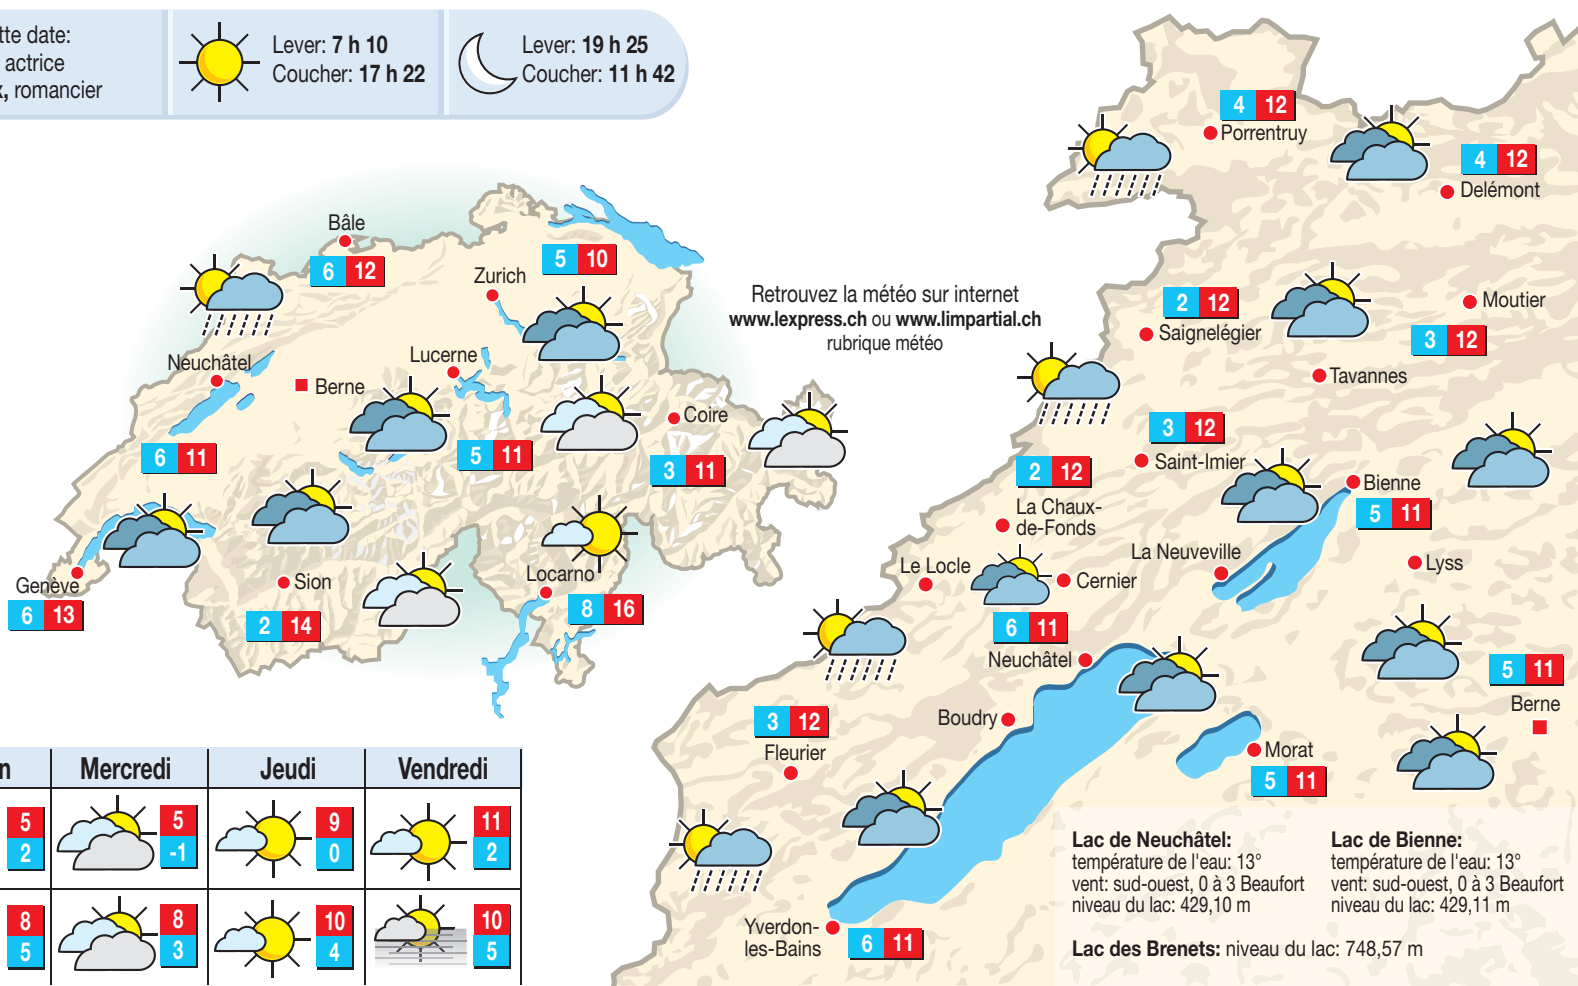 tte date:
actrice
romancier
Lever: 7 h 10
Coucher: 17 h 22
Lever: 19 h 25
Coucher: 11 h 42
Bâle
6 12
Zurich
5 10
Neuchâtel
6 11
Berne
Lucerne
5 11
Coire
3 11
Genève
6 13
Sion
2 14
Locarno
8 16
Retrouvez la météo sur internet
www.lexpress.ch ou www.limpartial.ch
rubrique météo
4 12
Porrentruy
4 12
Delémont
2 12
Saignelégier
Moutier
3 12
Tavannes
3 12
Saint-Imier
2 12
La Chaux-
de-Fonds
Bienne
5 11
La Neuveville
Lyss
Le Locle
Cernier
6 11
Neuchâtel
5 11
Berne
Boudry
3 12
Fleurier
Morat
5 11
Yverdon-
les-Bains
6 11
n
Mercredi
Jeudi
Vendredi
5 5 9 11
2 -1 0 2
8 8 10 10
5 3 4 5
Lac de Neuchâtel:
température de l'eau: 13°
vent: sud-ouest, 0 à 3 Beaufort
niveau du lac: 429,10 m
Lac de Bienne:
température de l'eau: 13°
vent: sud-ouest, 0 à 3 Beaufort
niveau du lac: 429,11 m
Lac des Brenets: niveau du lac: 748,57 m